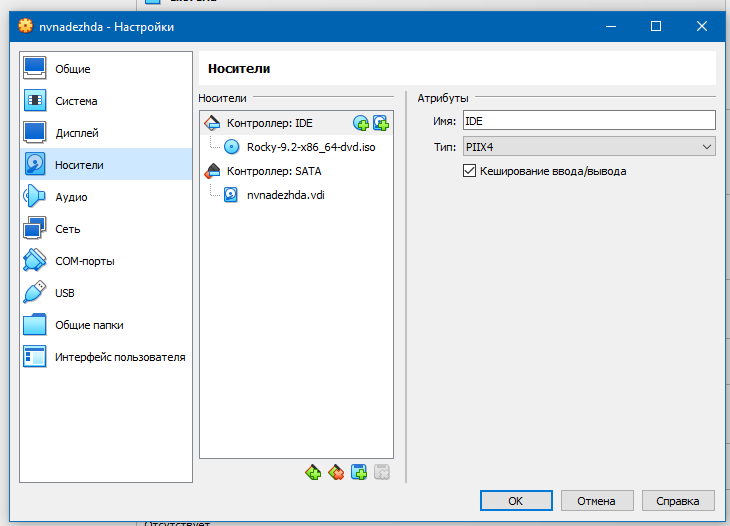 nvnadezhda - Настройки
Общие
Система
Дисплей
Носители
Аудио
Сеть
COM-порты
USB
Общие папки
Интерфейс пользователя
Носители
Носители
Контроллер: IDE
Rocky-9.2-x86_64-dvd.iso
Контроллер: SATA
nvnadezhda.vdi
Атрибуты
Имя: IDE
Тип: PIIX4
Кеширование ввода/вывода
OK
Отмена
Справка
Отсутствует